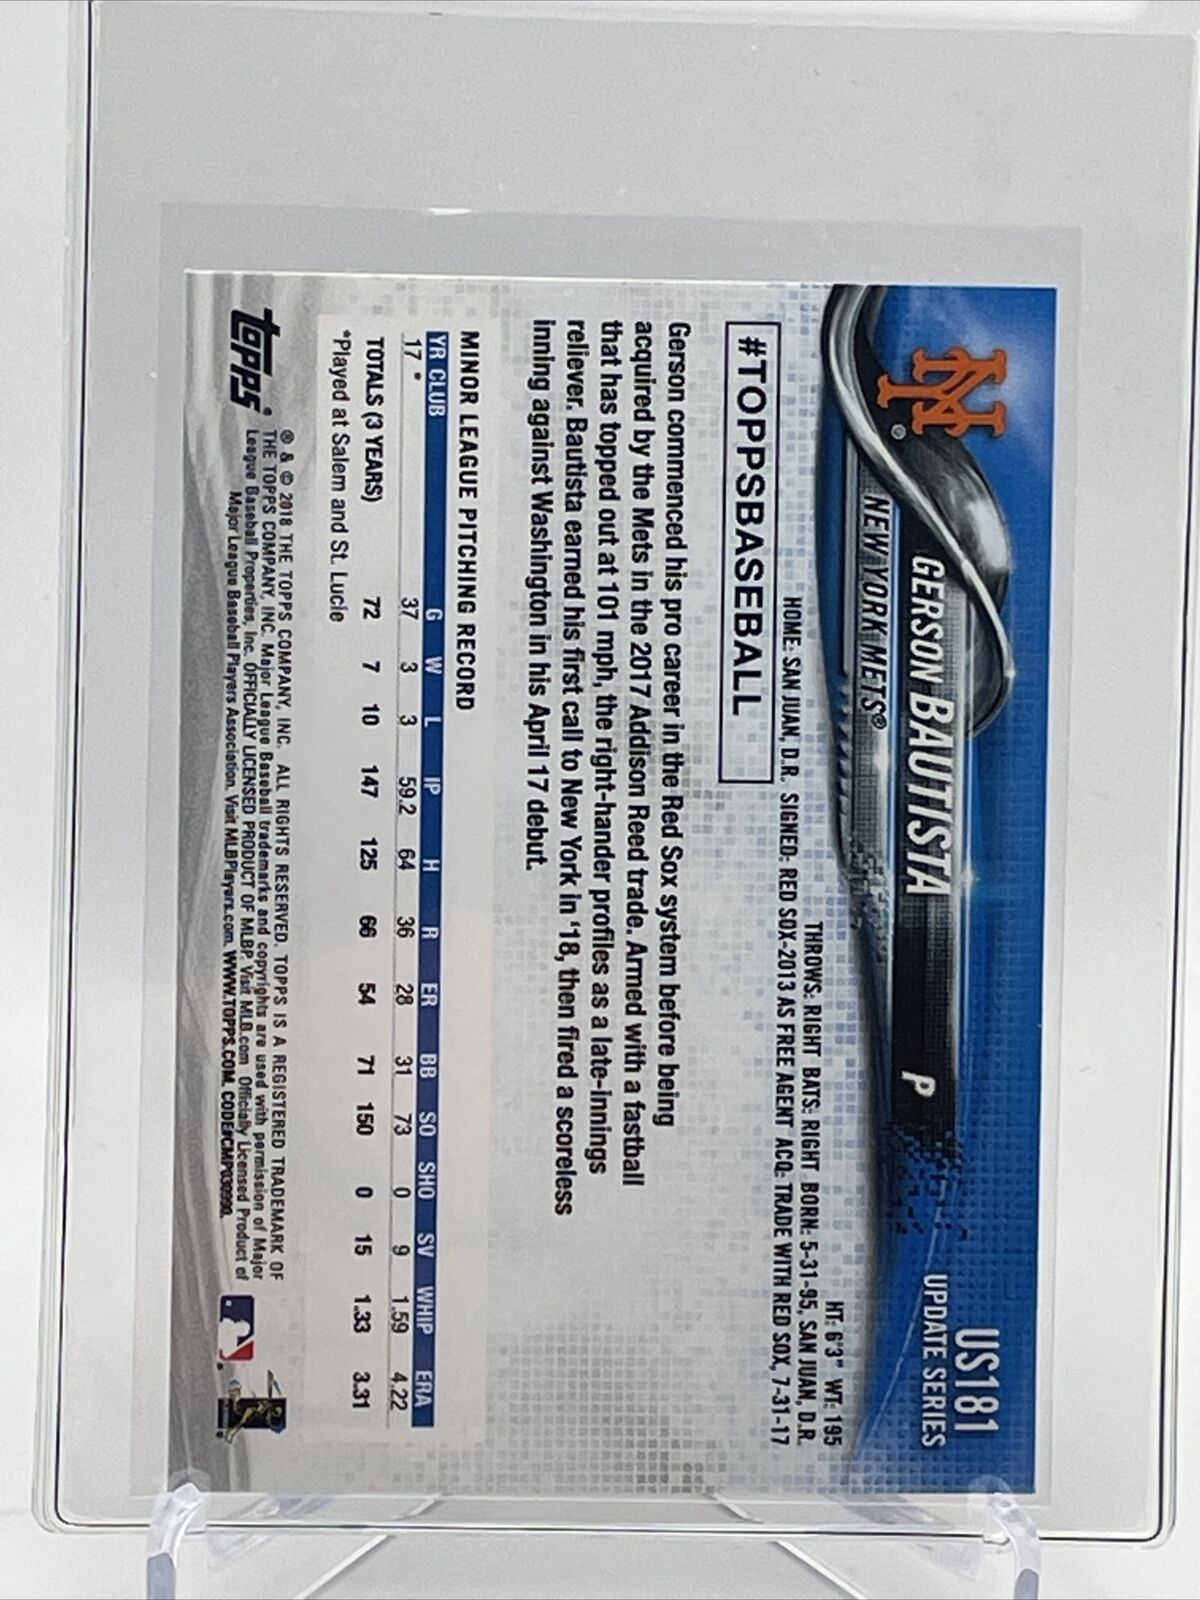 US181
UPDATE SERIES
NY®
GERSON BAUTISTA P
NEW YORK METS®
HT: 6'3" WT: 195
THROWS: RIGHT BATS: RIGHT BORN: 5-31-95, SAN JUAN, D.R.
HOME: SAN JUAN, D.R. SIGNED: RED SOX-2013 AS FREE AGENT ACQ: TRADE WITH RED SOX, 7-31-17
#TOPPSBASEBALL
Gerson commenced his pro career in the Red Sox system before being
acquired by the Mets in the 2017 Addison Reed trade. Armed with a fastball
that has topped out at 101 mph, the right-hander profiles as a late-innings
reliever. Bautista earned his first call to New York in '18, then fired a scoreless
inning against Washington in his April 17 debut.
MINOR LEAGUE PITCHING RECORD
YR CLUB G W L IP H R ER BB SO SHO SV WHIP ERA
17 * 37 3 3 59.2 64 36 28 31 73 0 9 1.59 4.22
TOTALS (3 YEARS) 72 7 10 147 125 66 54 71 150 0 15 1.33 3.31
*Played at Salem and St. Lucie
topps®
® & © 2018 THE TOPPS COMPANY, INC. ALL RIGHTS RESERVED. TOPPS IS A REGISTERED TRADEMARK OF
THE TOPPS COMPANY, INC. Major League Baseball trademarks and copyrights are used with permission of Major
League Baseball Properties, Inc. OFFICIALLY LICENSED PRODUCT OF MLBP. Visit MLB.com Officially Licensed Product of
Major League Baseball Players Association. Visit MLBPlayers.com. WWW.TOPPS.COM. CODE#CMP030990.